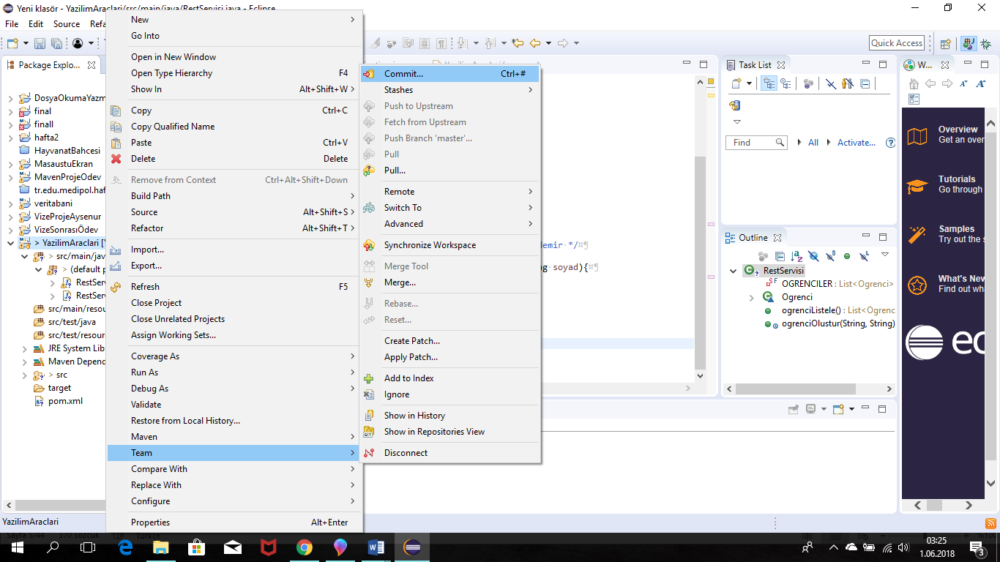 Yeni klasör - YazilimAraclari/src/main/java/RestServisi.java - Eclipse
File Edit Source Refa
Quick Access
Package Explo...
DosyaOkumaYazm
final
finall
hafta2
HayvanatBahcesi
MasaustuEkran
MavenProjeOdev
tr.edu.medipol.haf
veritabani
VizeProjeAysenur
VizeSonrasıÖdev
> YazilimAraclari [Y
> src/main/jav
> (default p
RestServ
RestServ
src/main/resou
src/test/java
src/test/resour
JRE System Lib
Maven Depend
> src
target
pom.xml
YazilimAraclari
New
Go Into
Open in New Window
Open Type Hierarchy F4
Show In Alt+Shift+W
Copy Ctrl+C
Copy Qualified Name
Paste Ctrl+V
Delete Delete
Remove from Context Ctrl+Alt+Shift+Down
Build Path
Source Alt+Shift+S
Refactor Alt+Shift+T
Import...
Export...
Refresh F5
Close Project
Close Unrelated Projects
Assign Working Sets...
Coverage As
Run As
Debug As
Validate
Restore from Local History...
Maven
Team
Compare With
Replace With
Configure
Properties Alt+Enter
Commit... Ctrl+#
Stashes
Push to Upstream
Fetch from Upstream
Push Branch 'master'...
Pull
Pull...
Remote
Switch To
Advanced
Synchronize Workspace
Merge Tool
Merge...
Rebase...
Reset...
Create Patch...
Apply Patch...
Add to Index
Ignore
Show in History
Show in Repositories View
Disconnect
emir */¤¶
g soyad){¤¶
Task List
Find All Activate...
Outline
RestServisi
OGRENCILER : List<Ogrenci>
Ogrenci
ogrenciListele() : List<Ogrenc
ogrenciOlustur(String, String)
W...
Overview
Get an over
Tutorials
Go through
Samples
Try out the s
What's New
Find out wha
ec
Sayfa 5/44 370 sözcük Türkçe
03:25
1.06.2018
3